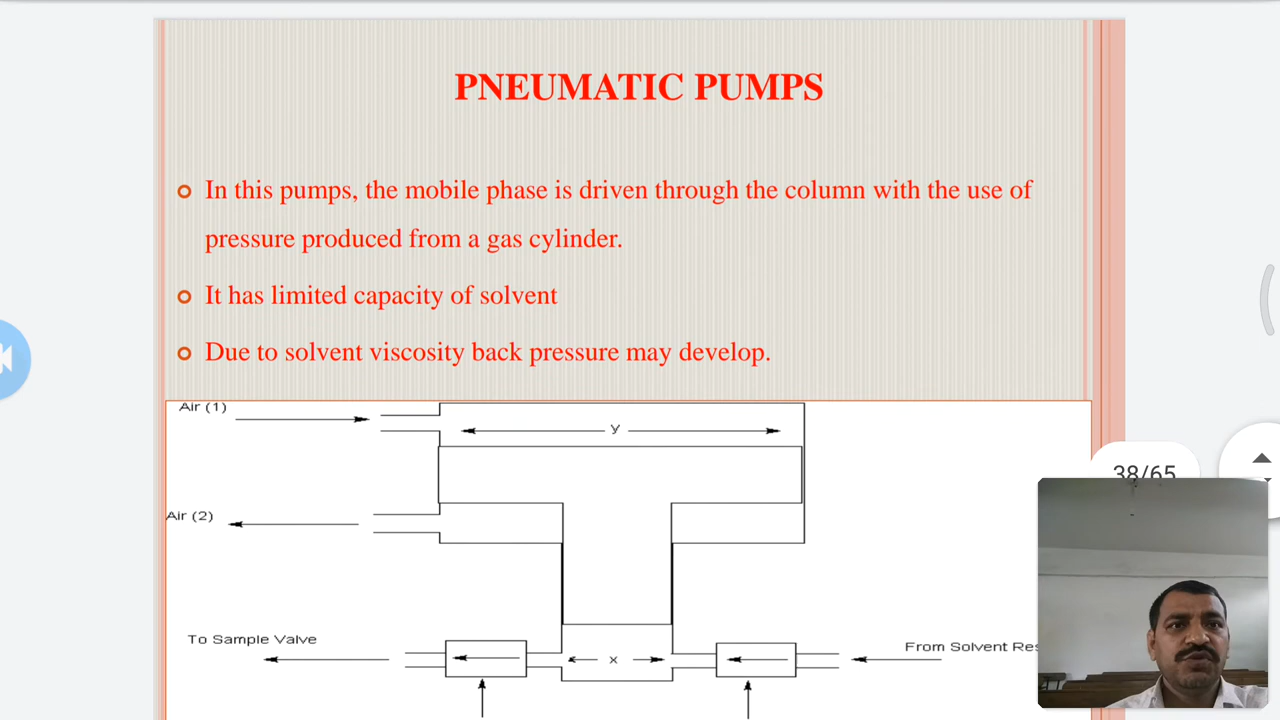 PNEUMATIC PUMPS
In this pumps, the mobile phase is driven through the column with the use of
pressure produced from a gas cylinder.
It has limited capacity of solvent
Due to solvent viscosity back pressure may develop.
Air (1)
y
Air (2)
38/65
To Sample Valve
From Solvent Res
x